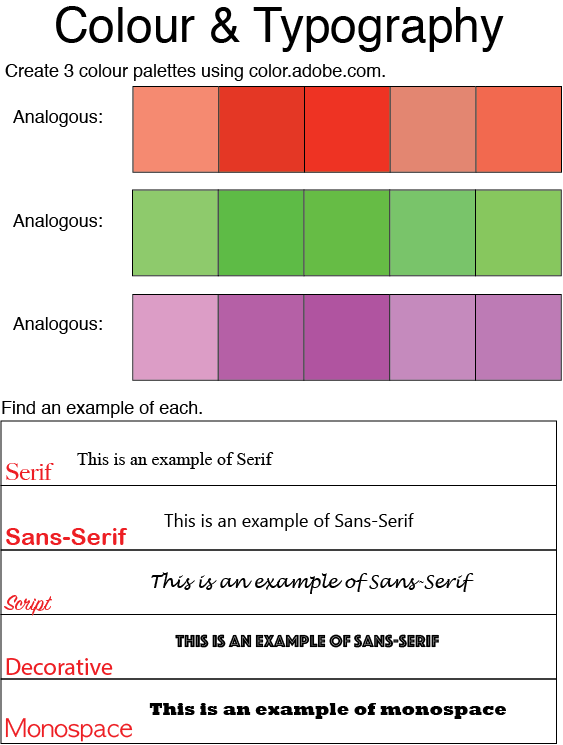 Colour & Typography
Create 3 colour palettes using color.adobe.com.
Analogous:
Analogous:
Analogous:
Find an example of each.
Serif This is an example of Serif
Sans-Serif This is an example of Sans-Serif
Script This is an example of Sans-Serif
Decorative THIS IS AN EXAMPLE OF SANS-SERIF
Monospace This is an example of monospace